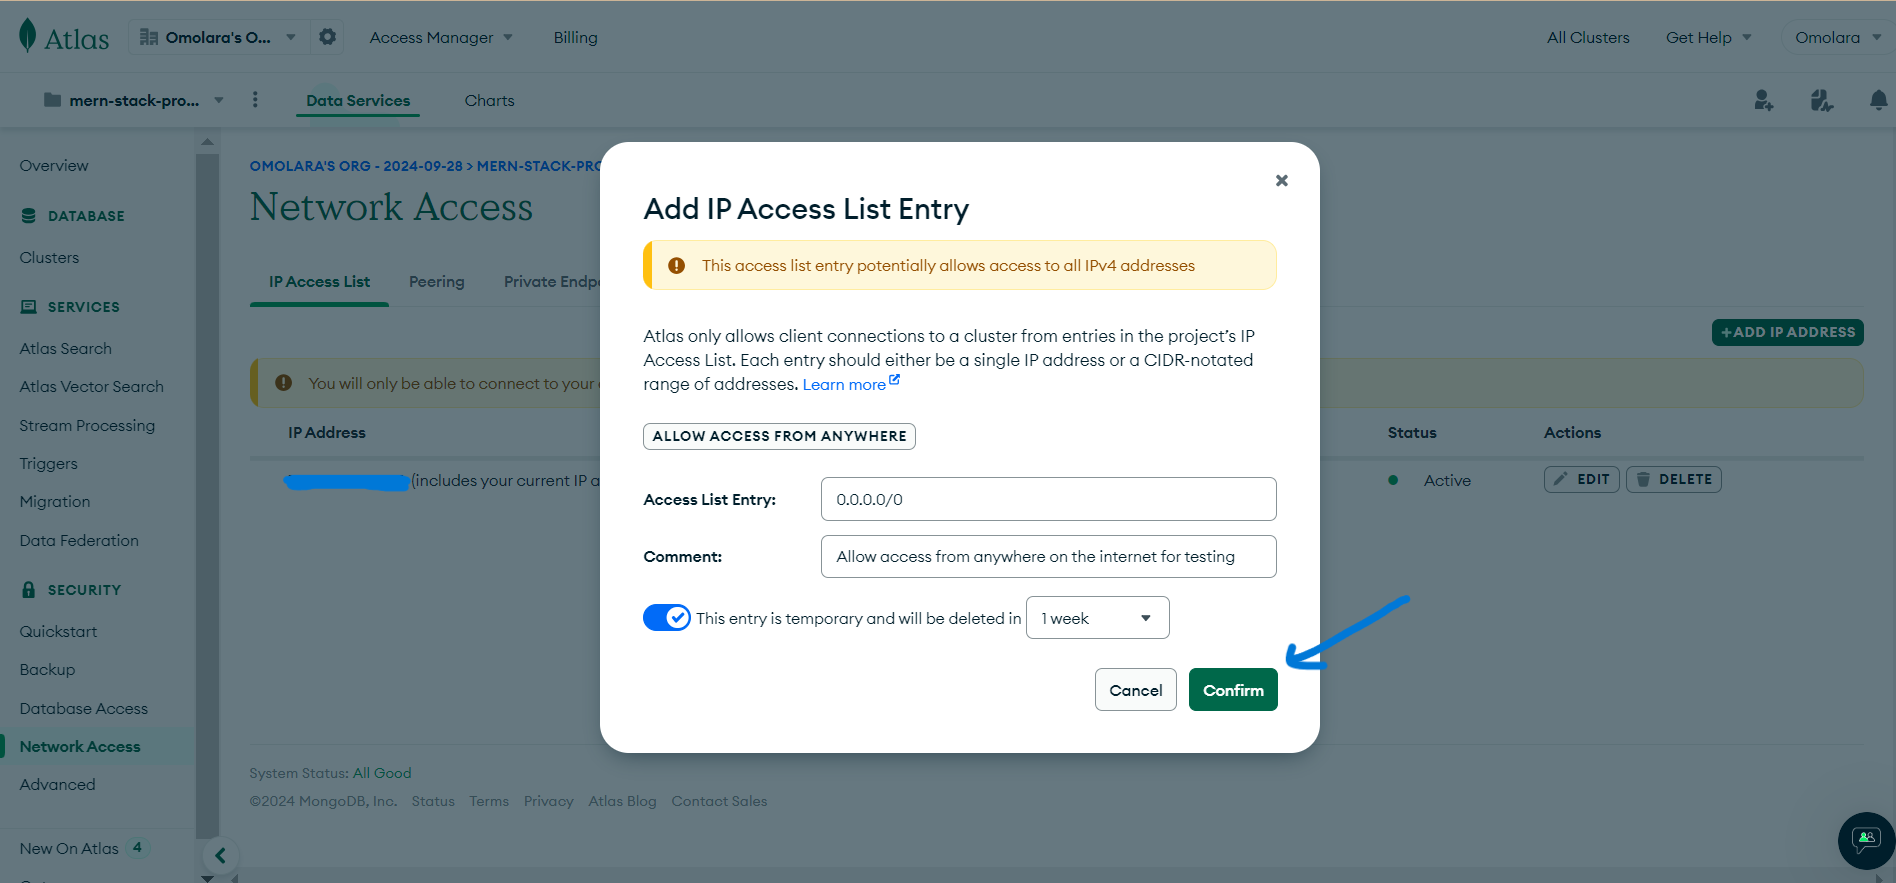 Atlas
Omolara's O...
Access Manager
Billing
All Clusters
Get Help
Omolara
mern-stack-pro...
Data Services
Charts
Overview
DATABASE
Clusters
SERVICES
Atlas Search
Atlas Vector Search
Stream Processing
Triggers
Migration
Data Federation
SECURITY
Quickstart
Backup
Database Access
Network Access
Advanced
New On Atlas 4
OMOLARA'S ORG - 2024-09-28 > MERN-STACK-PRO
Network Access
IP Access List
Peering
Private Endp
+ADD IP ADDRESS
You will only be able to connect to your
IP Address
Status
Actions
(includes your current IP a
Active
EDIT
DELETE
Add IP Access List Entry
This access list entry potentially allows access to all IPv4 addresses
Atlas only allows client connections to a cluster from entries in the project’s IP
Access List. Each entry should either be a single IP address or a CIDR-notated
range of addresses. Learn more
ALLOW ACCESS FROM ANYWHERE
Access List Entry:
0.0.0.0/0
Comment:
Allow access from anywhere on the internet for testing
This entry is temporary and will be deleted in
1 week
Cancel
Confirm
System Status: All Good
©2024 MongoDB, Inc.
Status
Terms
Privacy
Atlas Blog
Contact Sales